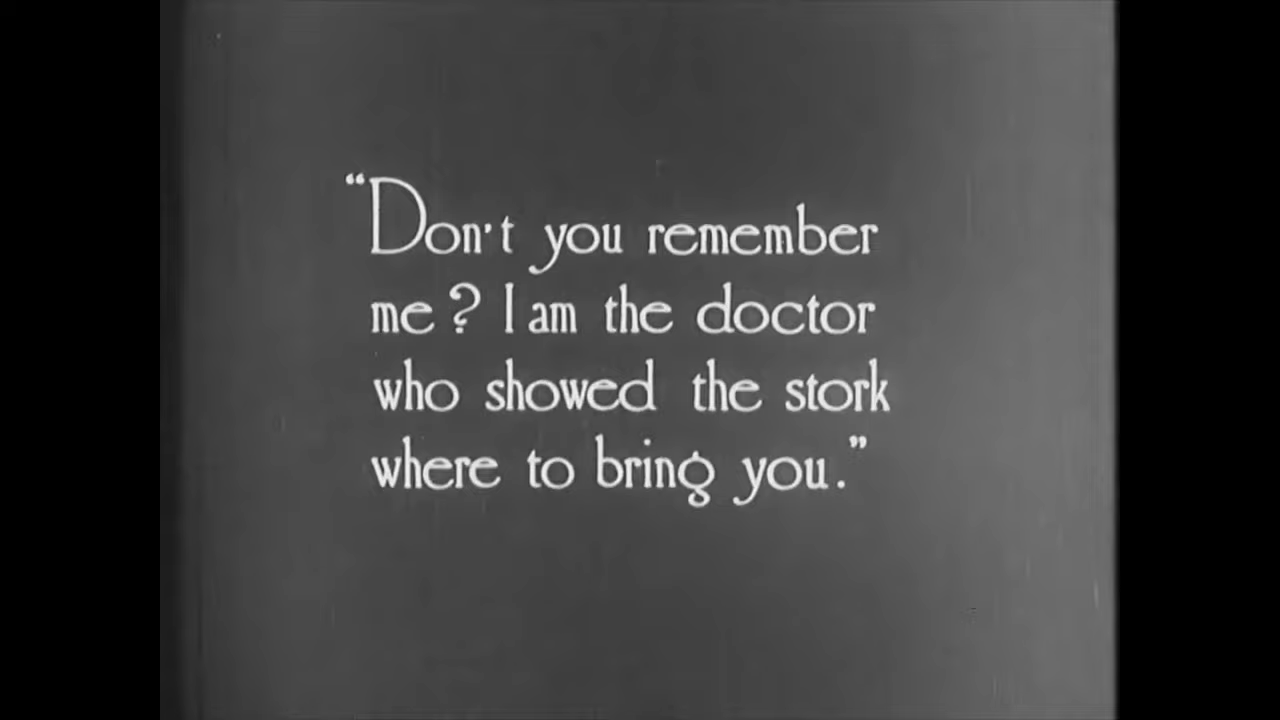 “Don't you remember
me? I am the doctor
who showed the stork
where to bring you.”